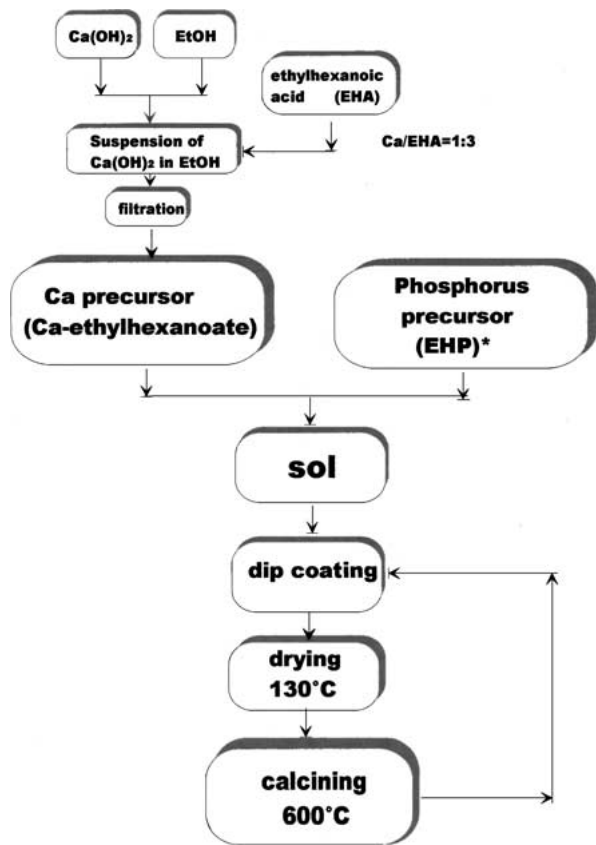 Ca(OH)₂
EtOH
ethylhexanoic
acid (EHA)
Suspension of
Ca(OH)₂ in EtOH
Ca/EHA=1:3
filtration
Ca precursor
(Ca-ethylhexanoate)
Phosphorus
precursor
(EHP)*
sol
dip coating
drying
130°C
calcining
600°C